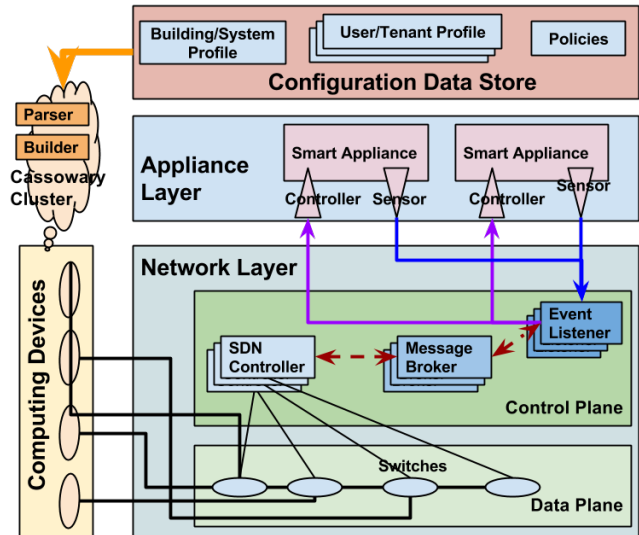 Building/System
Profile
User/Tenant Profile
Policies
Configuration Data Store
Parser
Builder
Cassowary
Cluster
Appliance
Layer
Smart Appliance
Controller
Sensor
Smart Appliance
Controller
Sensor
Computing Devices
Network Layer
Event
Listener
SDN
Controller
Message
Broker
Control Plane
Switches
Data Plane